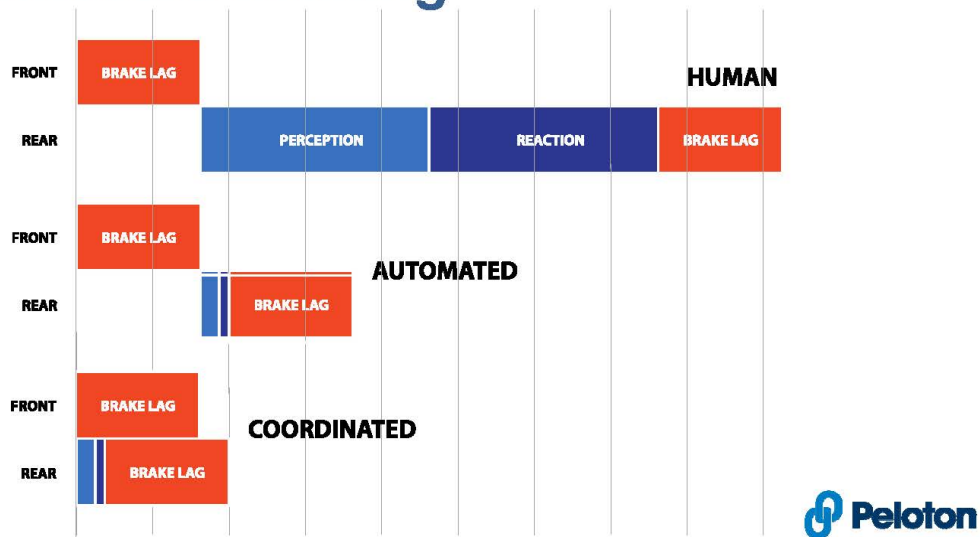 FRONT
BRAKE LAG
HUMAN
REAR
PERCEPTION
REACTION
BRAKE LAG
FRONT
BRAKE LAG
AUTOMATED
REAR
BRAKE LAG
FRONT
BRAKE LAG
COORDINATED
REAR
BRAKE LAG
Peloton